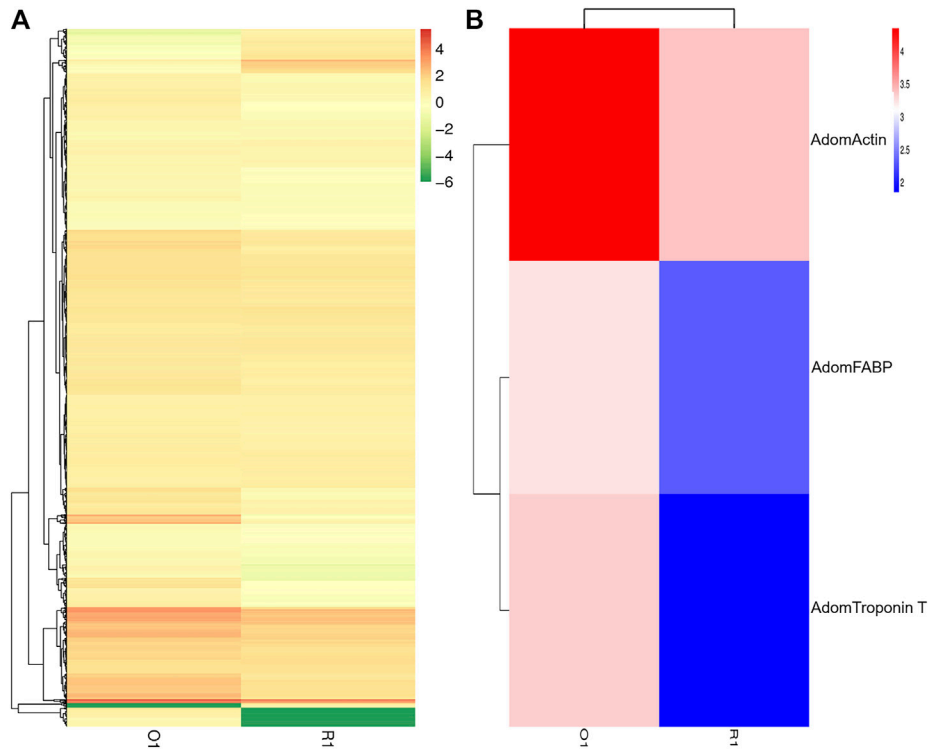 A
4
2
0
−2
−4
−6
O1
R1
B
4
3.5
3
2.5
2
AdomActin
AdomFABP
AdomTroponin T
O1
R1